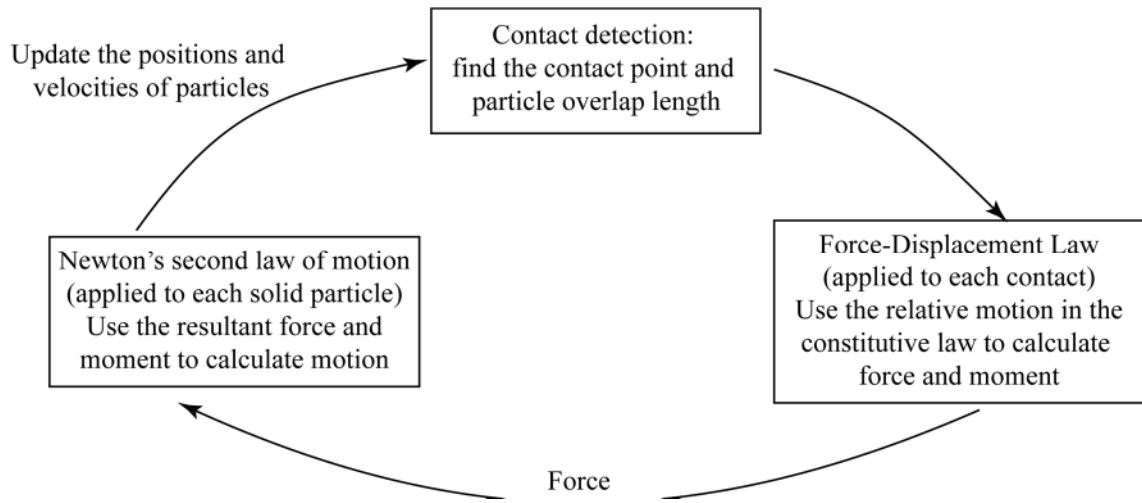 Update the positions and
velocities of particles
Contact detection:
find the contact point and
particle overlap length
Newton’s second law of motion
(applied to each solid particle)
Use the resultant force and
moment to calculate motion
Force-Displacement Law
(applied to each contact)
Use the relative motion in the
constitutive law to calculate
force and moment
Force